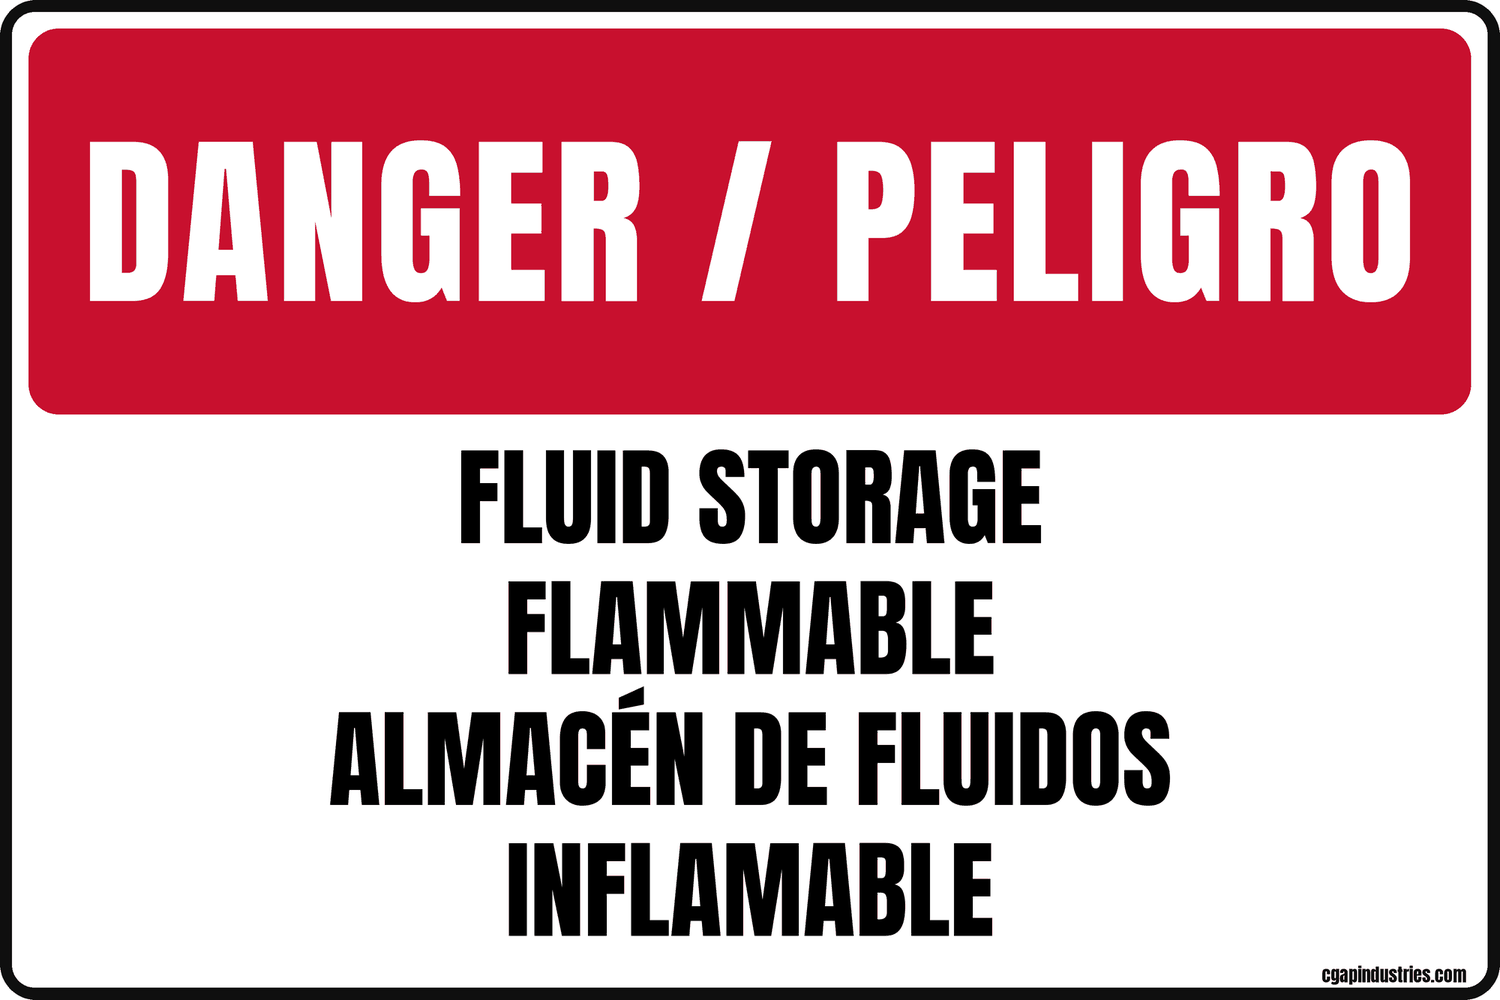 DANGER / PELIGRO
FLUID STORAGE
FLAMMABLE
ALMACÉN DE FLUIDOS
INFLAMABLE
cgapindustries.com